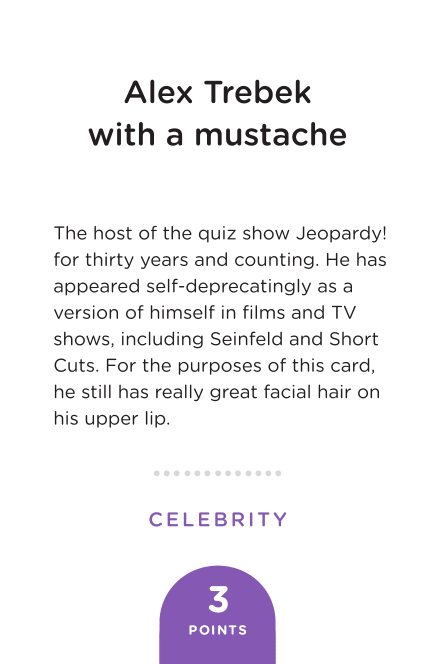 Alex Trebek
with a mustache
The host of the quiz show Jeopardy!
for thirty years and counting. He has
appeared self-deprecatingly as a
version of himself in films and TV
shows, including Seinfeld and Short
Cuts. For the purposes of this card,
he still has really great facial hair on
his upper lip.
CELEBRITY
3
POINTS